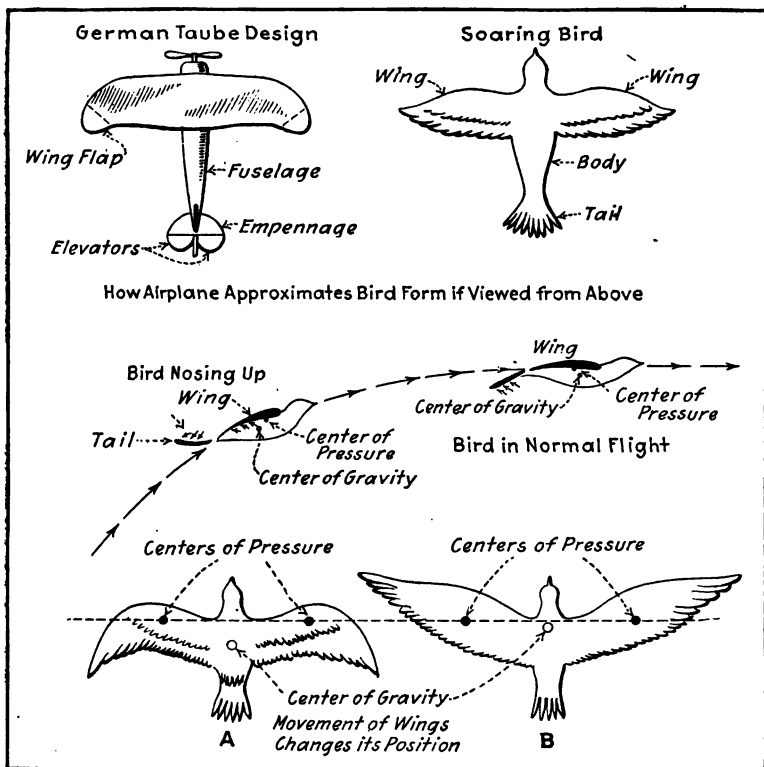 German Taube Design
Soaring Bird
Wing
Wing
Wing Flap
Fuselage
Body
Empennage
Tail
Elevators
How Airplane Approximates Bird Form if Viewed from Above
Wing
Bird Nosing Up
Wing
Center of Gravity
Center of
Pressure
Tail
Center of
Pressure
Bird in Normal Flight
Center of Gravity
Centers of Pressure
Centers of Pressure
Center of Gravity
Movement of Wings
Changes its Position
A
B